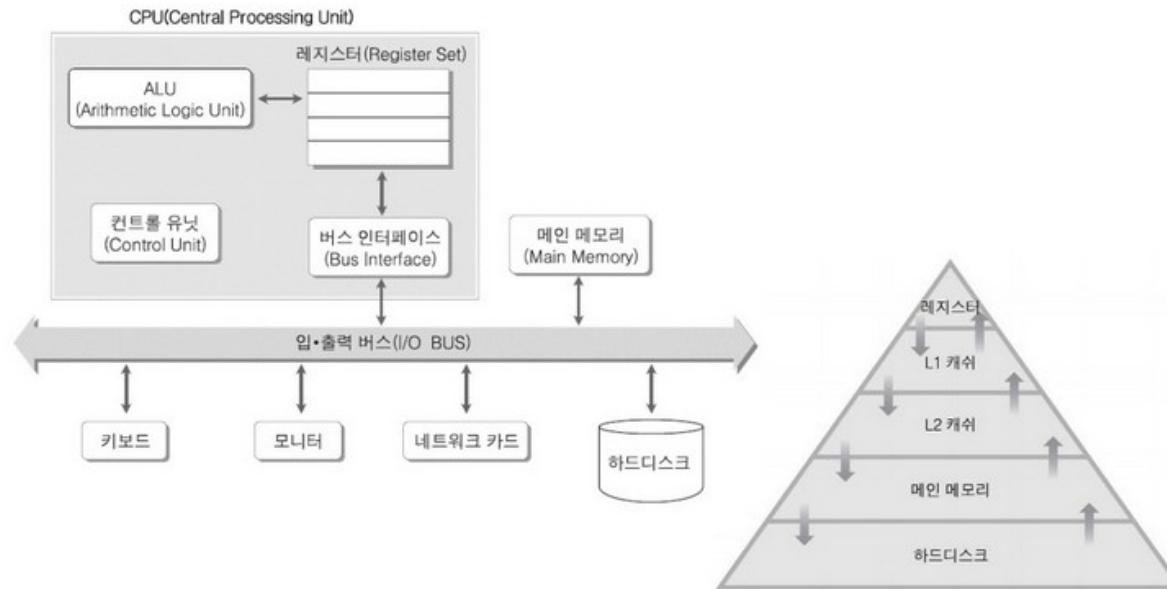 CPU(Central Processing Unit)
레지스터(Register Set)
ALU
(Arithmetic Logic Unit)
컨트롤 유닛
(Control Unit)
버스 인터페이스
(Bus Interface)
메인 메모리
(Main Memory)
입•출력 버스(I/O BUS)
키보드
모니터
네트워크 카드
하드디스크
레지스터
L1 캐쉬
L2 캐쉬
메인 메모리
하드디스크